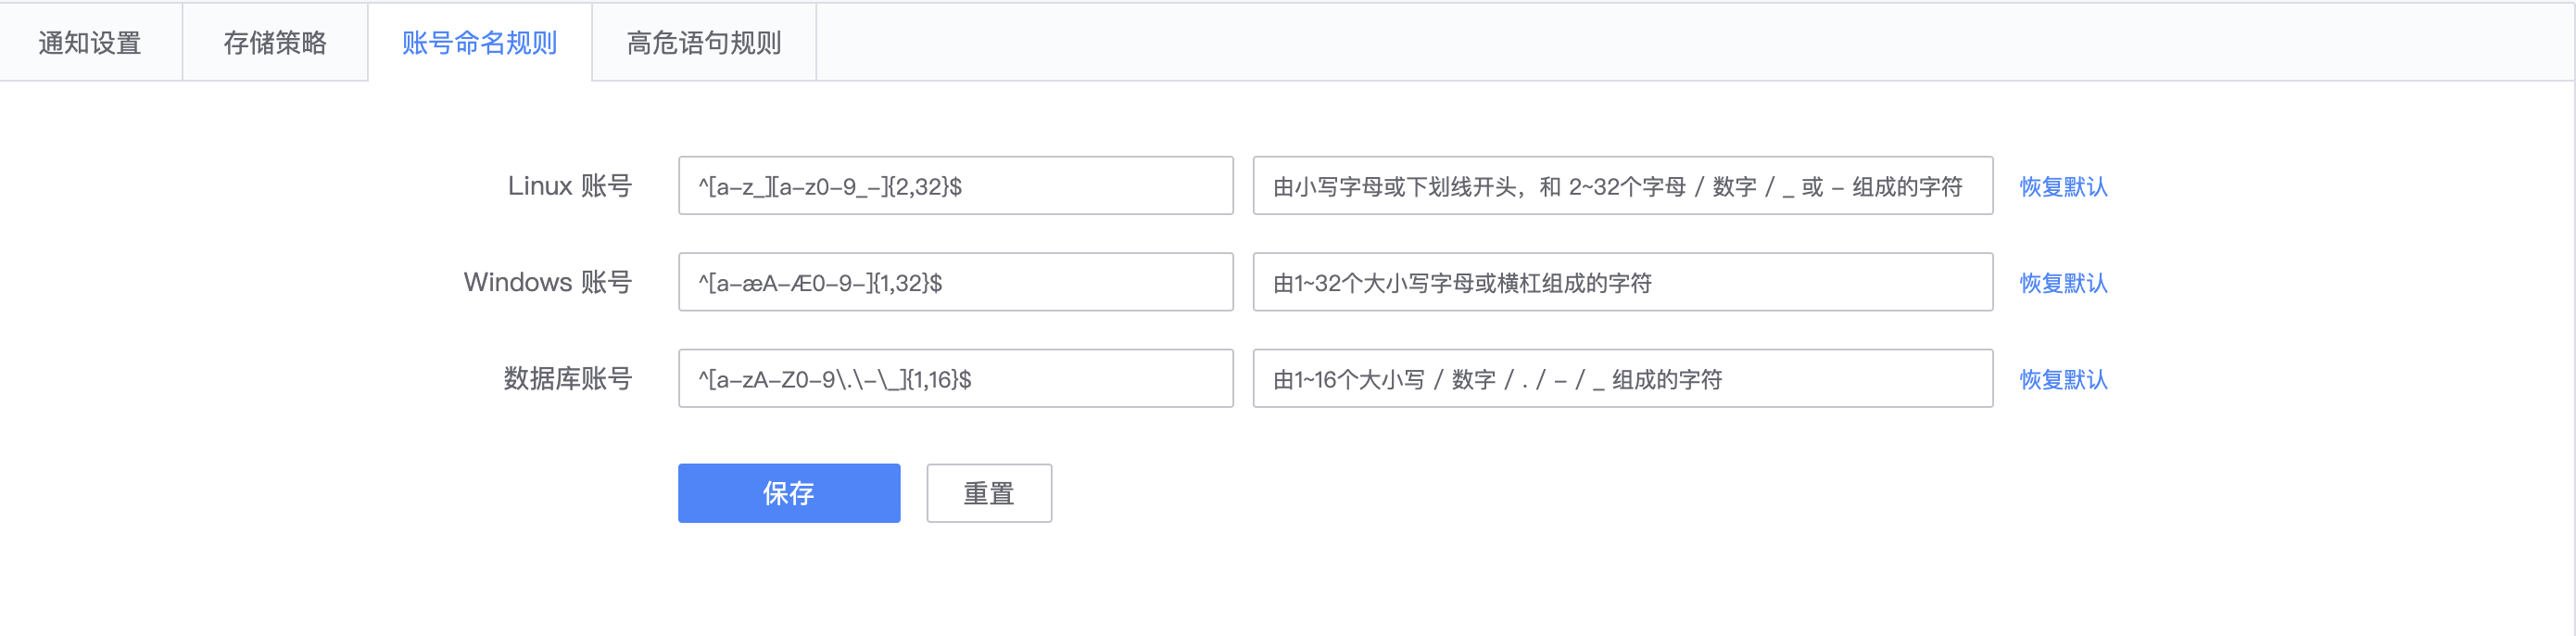 通知设置 存储策略 账号命名规则 高危语句规则
Linux 账号 ^[a-z_][a-z0-9_-]{2,32}$ 由小写字母或下划线开头，和 2~32个字母 / 数字 / _ 或 - 组成的字符 恢复默认
Windows 账号 ^[a-æA-Æ0-9-]{1,32}$ 由1~32个大小写字母或横杠组成的字符 恢复默认
数据库账号 ^[a-zA-Z0-9\.\-\_]{1,16}$ 由1~16个大小写 / 数字 / . / - / _ 组成的字符 恢复默认
保存 重置